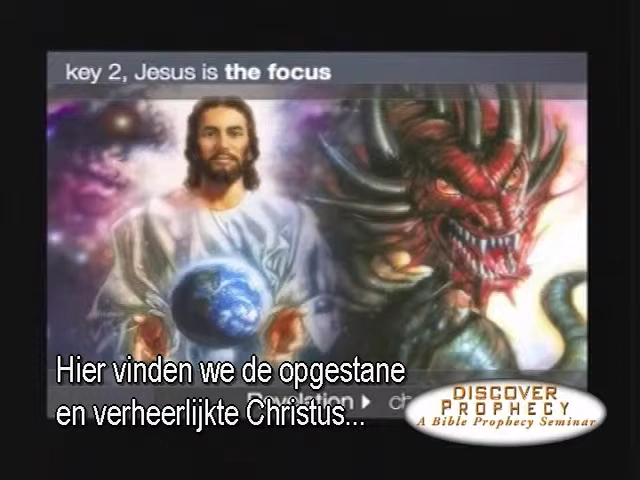 key 2, Jesus is the focus
Hier vinden we de opgestane
en verheerlijkte Christus...
Revelation
DISCOVER
PROPHECY
A Bible Prophecy Seminar